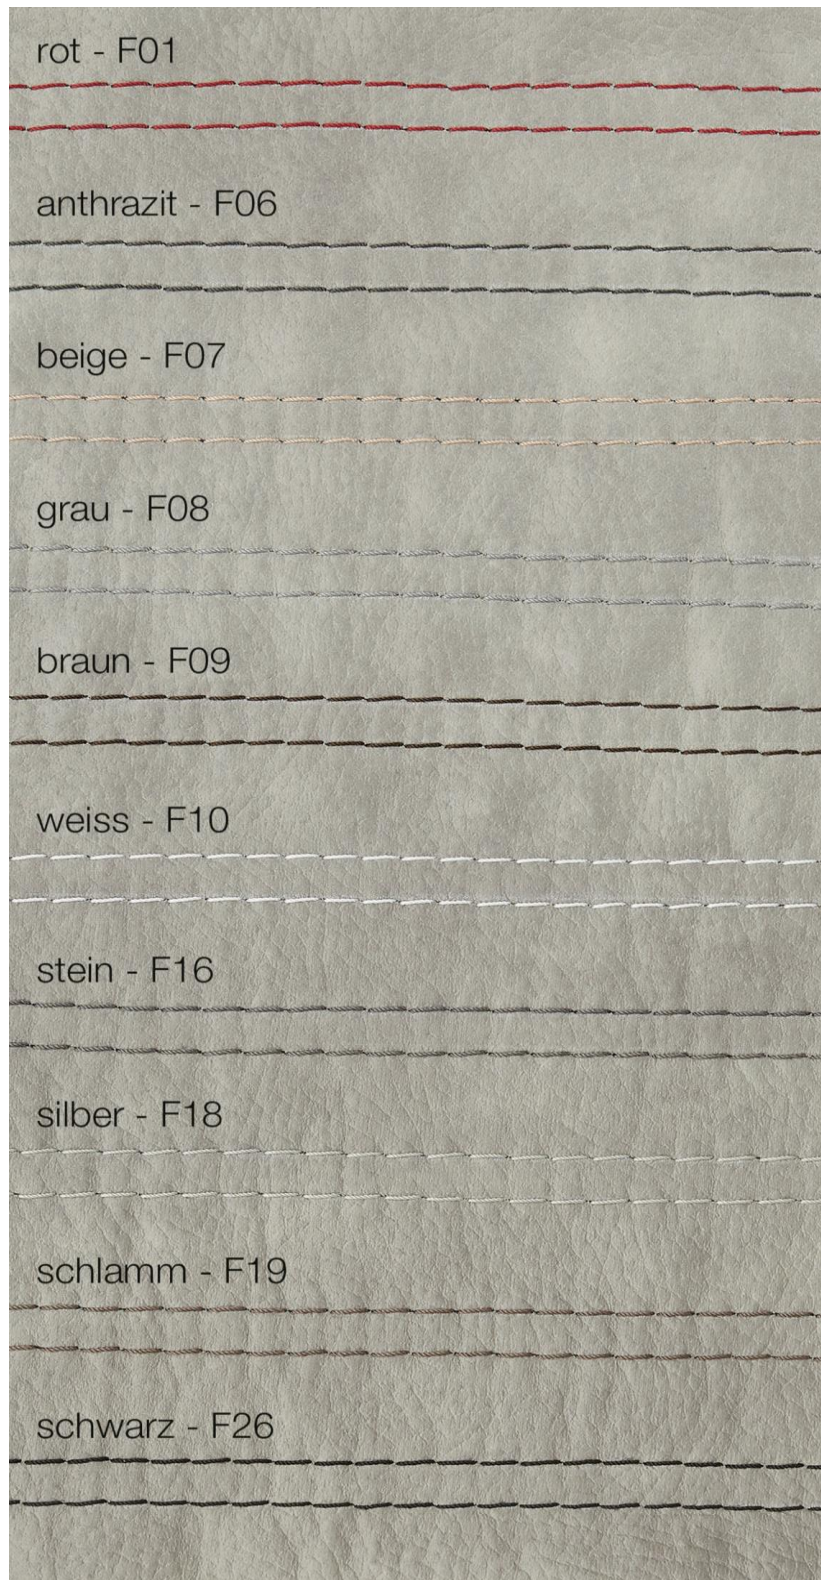 rot - F01
anthrazit - F06
beige - F07
grau - F08
braun - F09
weiss - F10
stein - F16
silber - F18
schlamm - F19
schwarz - F26